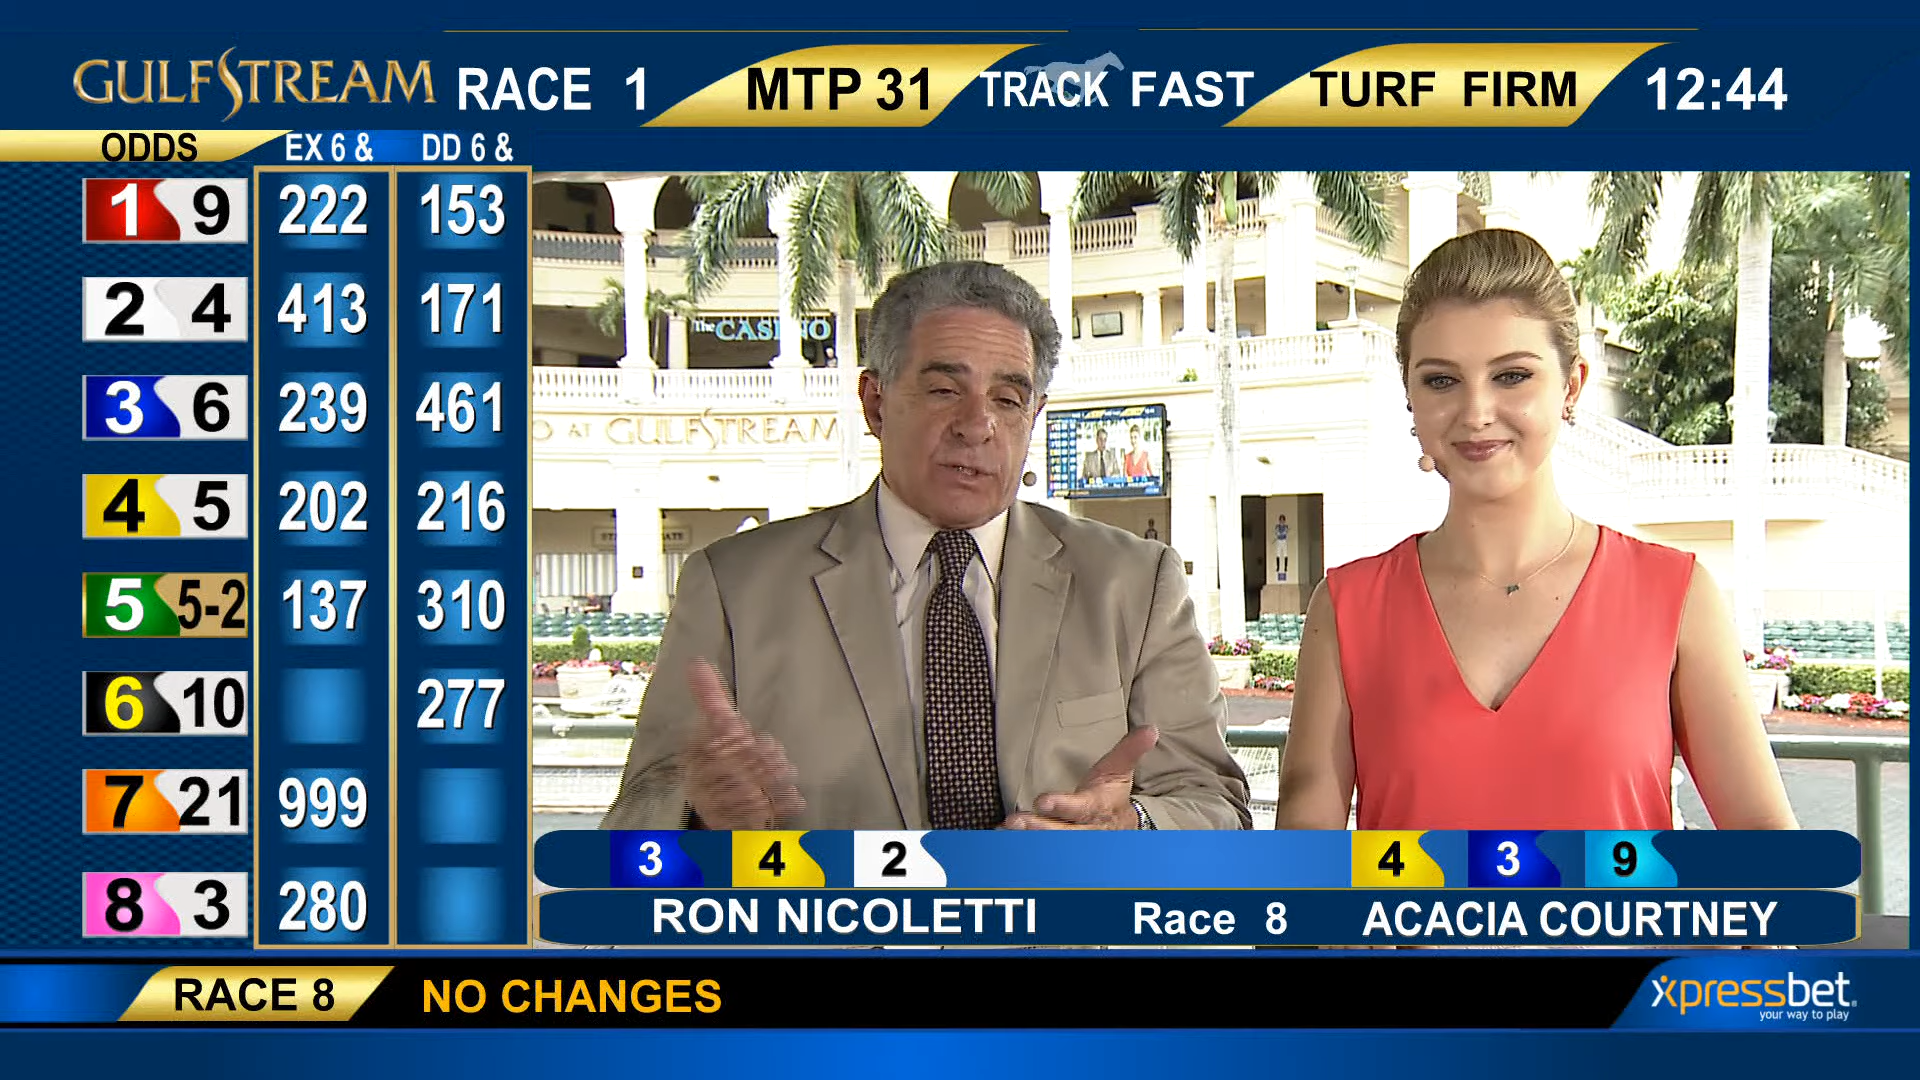 GULFSTREAM RACE 1 MTP 31 TRACK FAST TURF FIRM 12:44
ODDS EX 6 & DD 6 &
1 9 222 153
2 4 413 171
3 6 239 461
4 5 202 216
5 5-2 137 310
6 10 277
7 21 999
8 3 280
The CASINO
O AT GULFSTREAM
3 4 2 4 3 9
RON NICOLETTI Race 8 ACACIA COURTNEY
RACE 8 NO CHANGES
xpressbet
your way to play